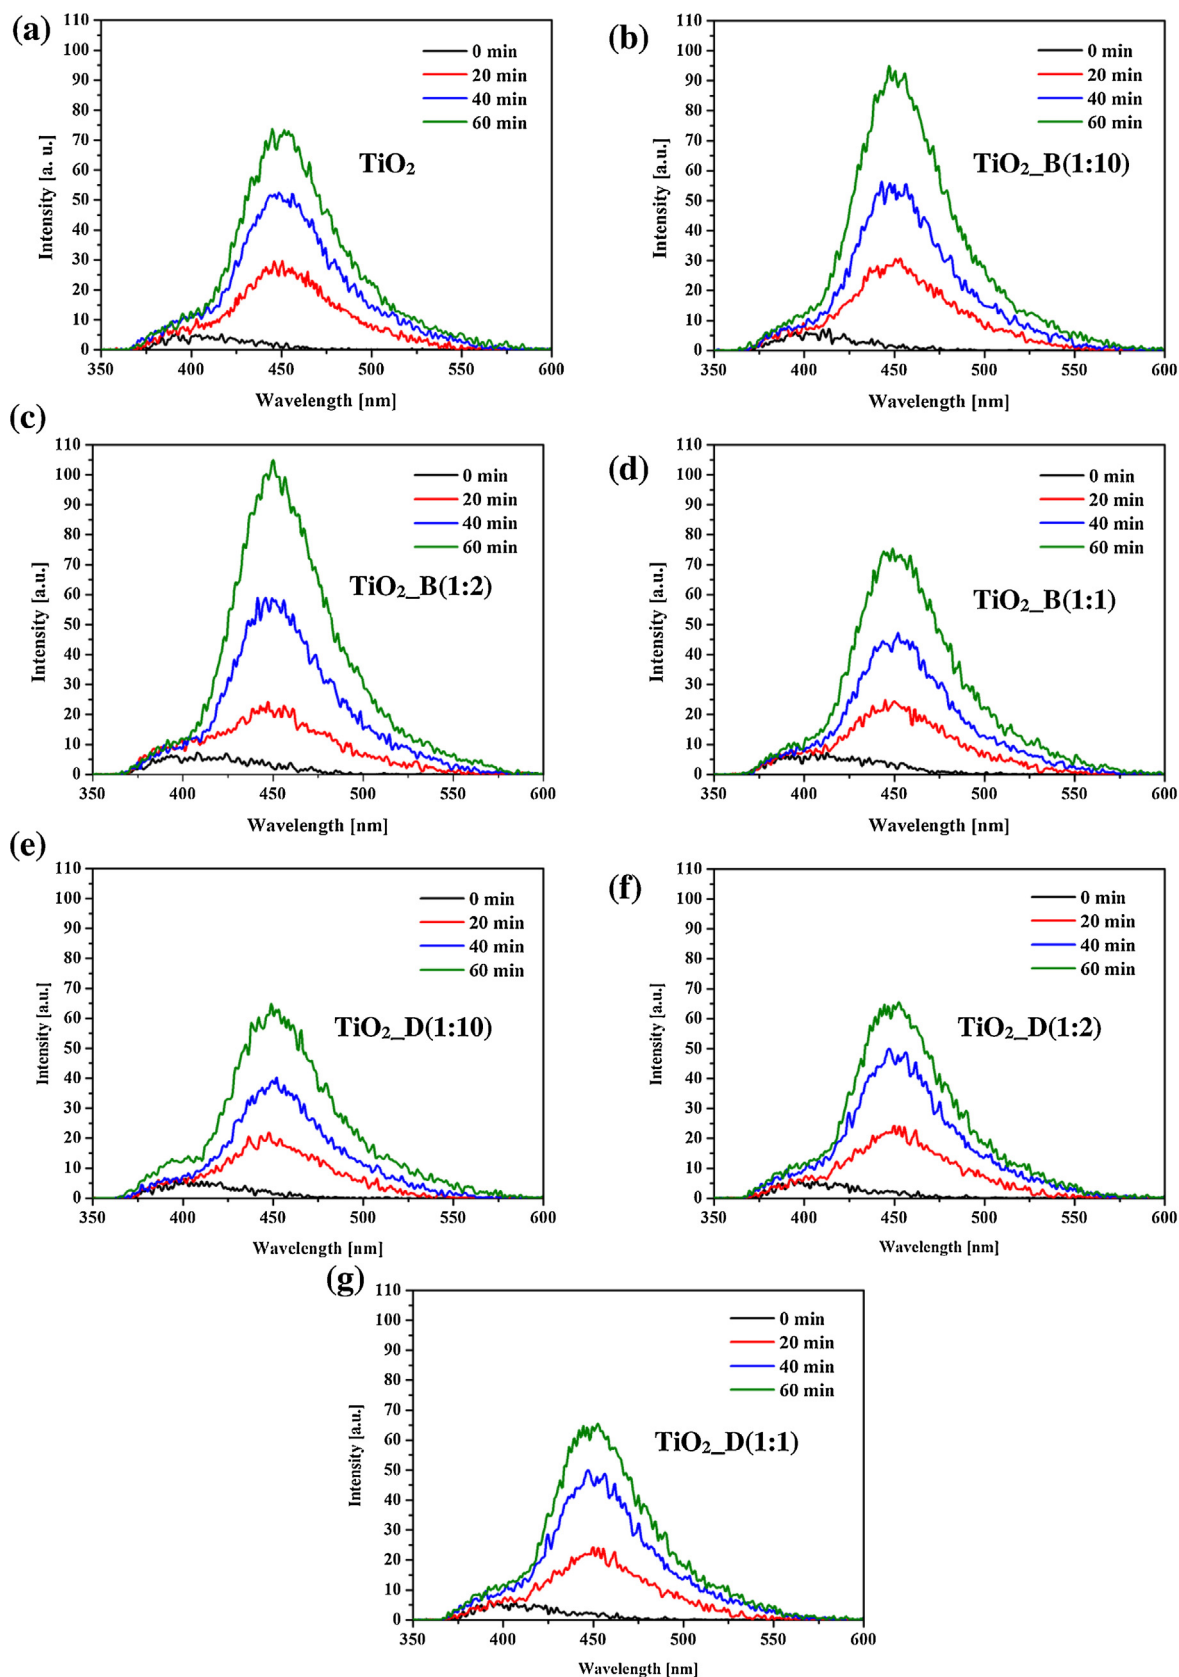 (a)
110
100
90
80
70
60
50
40
30
20
10
0
Intensity [a. u.]
0 min
20 min
40 min
60 min
TiO₂
350 400 450 500 550 600
Wavelength [nm]
(b)
110
100
90
80
70
60
50
40
30
20
10
0
Intensity [a.u.]
0 min
20 min
40 min
60 min
TiO₂_B(1:10)
350 400 450 500 550 600
Wavelength [nm]
(c)
110
100
90
80
70
60
50
40
30
20
10
0
Intensity [a.u.]
0 min
20 min
40 min
60 min
TiO₂_B(1:2)
350 400 450 500 550 600
Wavelength [nm]
(d)
110
100
90
80
70
60
50
40
30
20
10
0
Intensity [a.u.]
0 min
20 min
40 min
60 min
TiO₂_B(1:1)
350 400 450 500 550 600
Wavelength [nm]
(e)
110
100
90
80
70
60
50
40
30
20
10
0
Intensity [a.u.]
0 min
20 min
40 min
60 min
TiO₂_D(1:10)
350 400 450 500 550 600
Wavelength [nm]
(f)
110
100
90
80
70
60
50
40
30
20
10
0
Intensity [a.u.]
0 min
20 min
40 min
60 min
TiO₂_D(1:2)
350 400 450 500 550 600
Wavelength [nm]
(g)
110
100
90
80
70
60
50
40
30
20
10
0
Intensity [a.u.]
0 min
20 min
40 min
60 min
TiO₂_D(1:1)
350 400 450 500 550 600
Wavelength [nm]